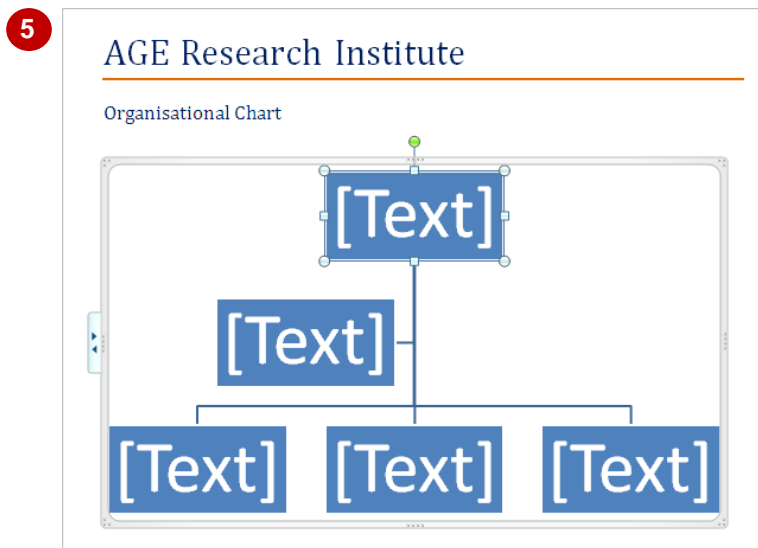 5
AGE Research Institute
Organisational Chart
[Text]
[Text]
[Text] [Text] [Text]